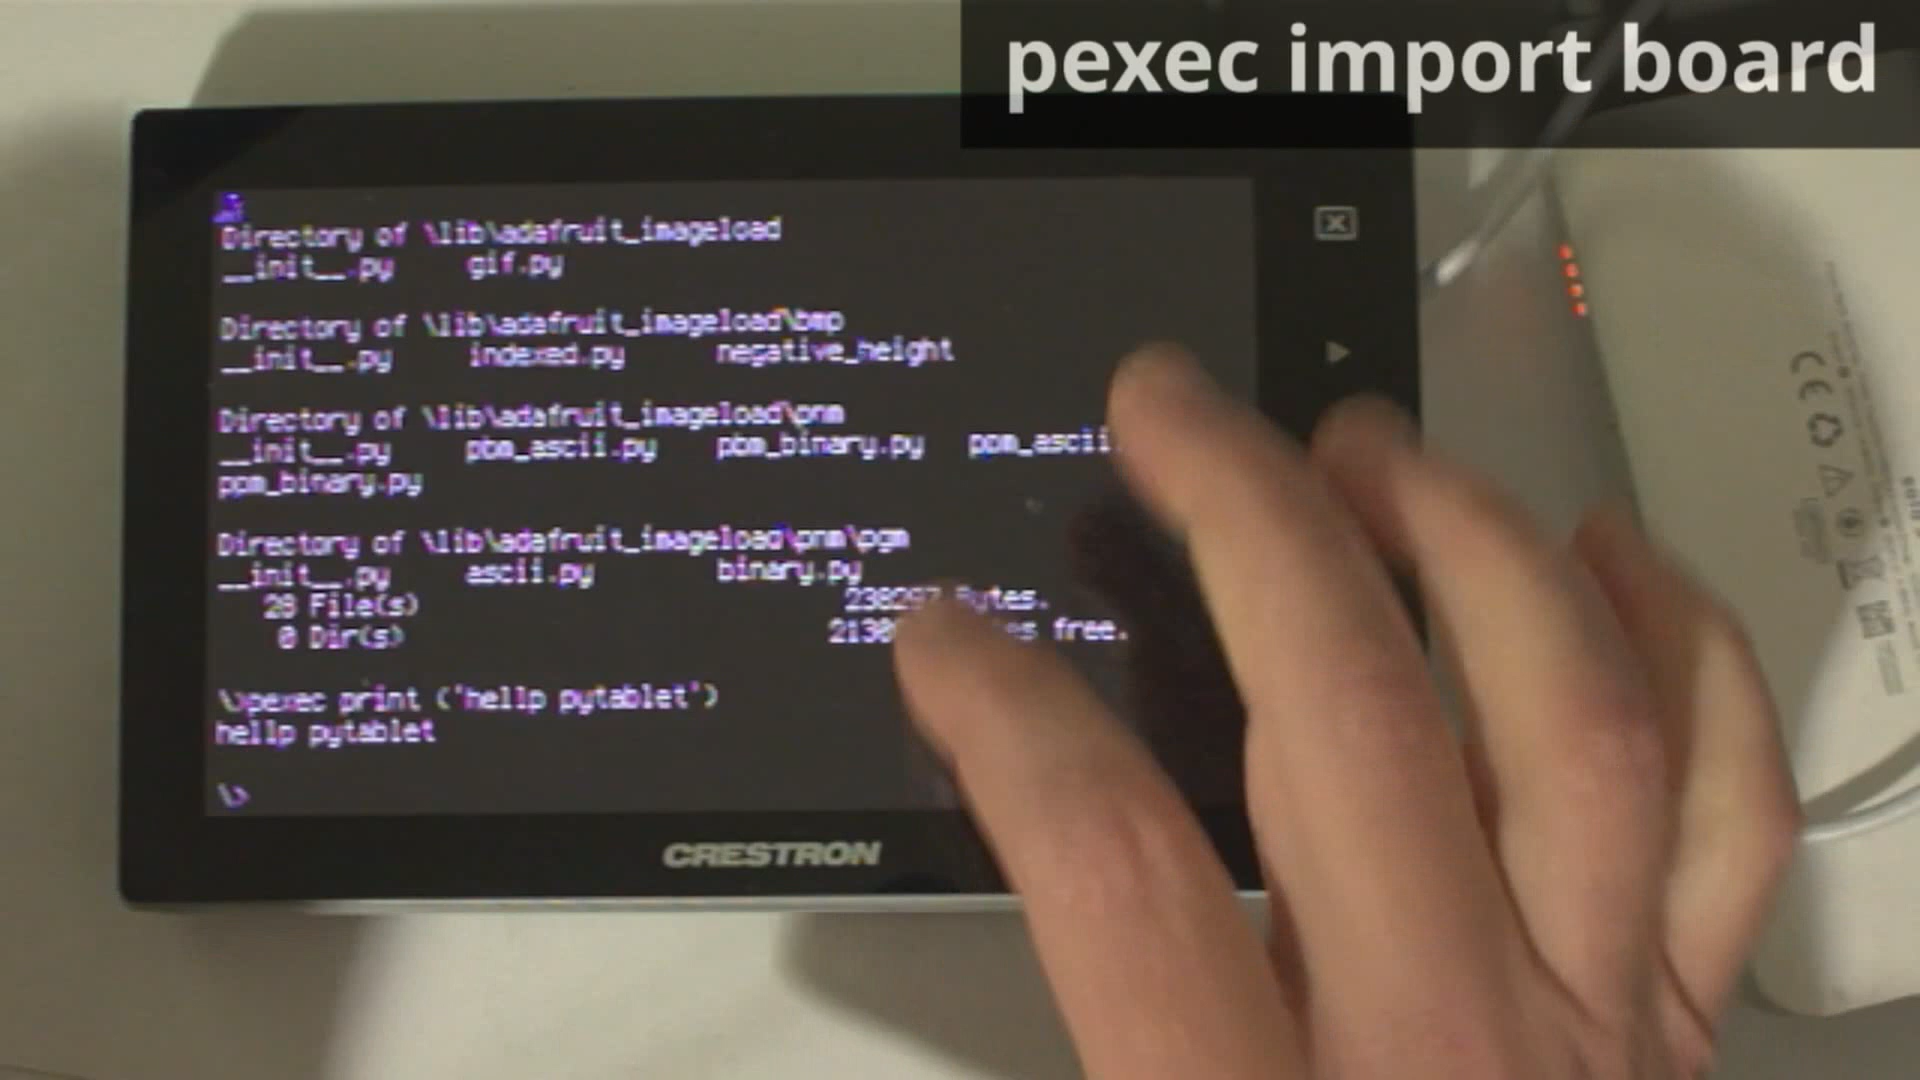 pexec import board
Directory of \lib\adafruit_imageload
__init__.py gif.py
Directory of \lib\adafruit_imageload\bmp
__init__.py indexed.py negative_height
Directory of \lib\adafruit_imageload\pnm
__init__.py pbm_ascii.py pbm_binary.py ppm_ascii
ppm_binary.py
Directory of \lib\adafruit_imageload\pnm\pgm
__init__.py ascii.py binary.py
28 File(s) Bytes.
0 Dir(s) free.
\>pexec print ('hellp pytablet')
hellp pytablet
\>
CRESTRON